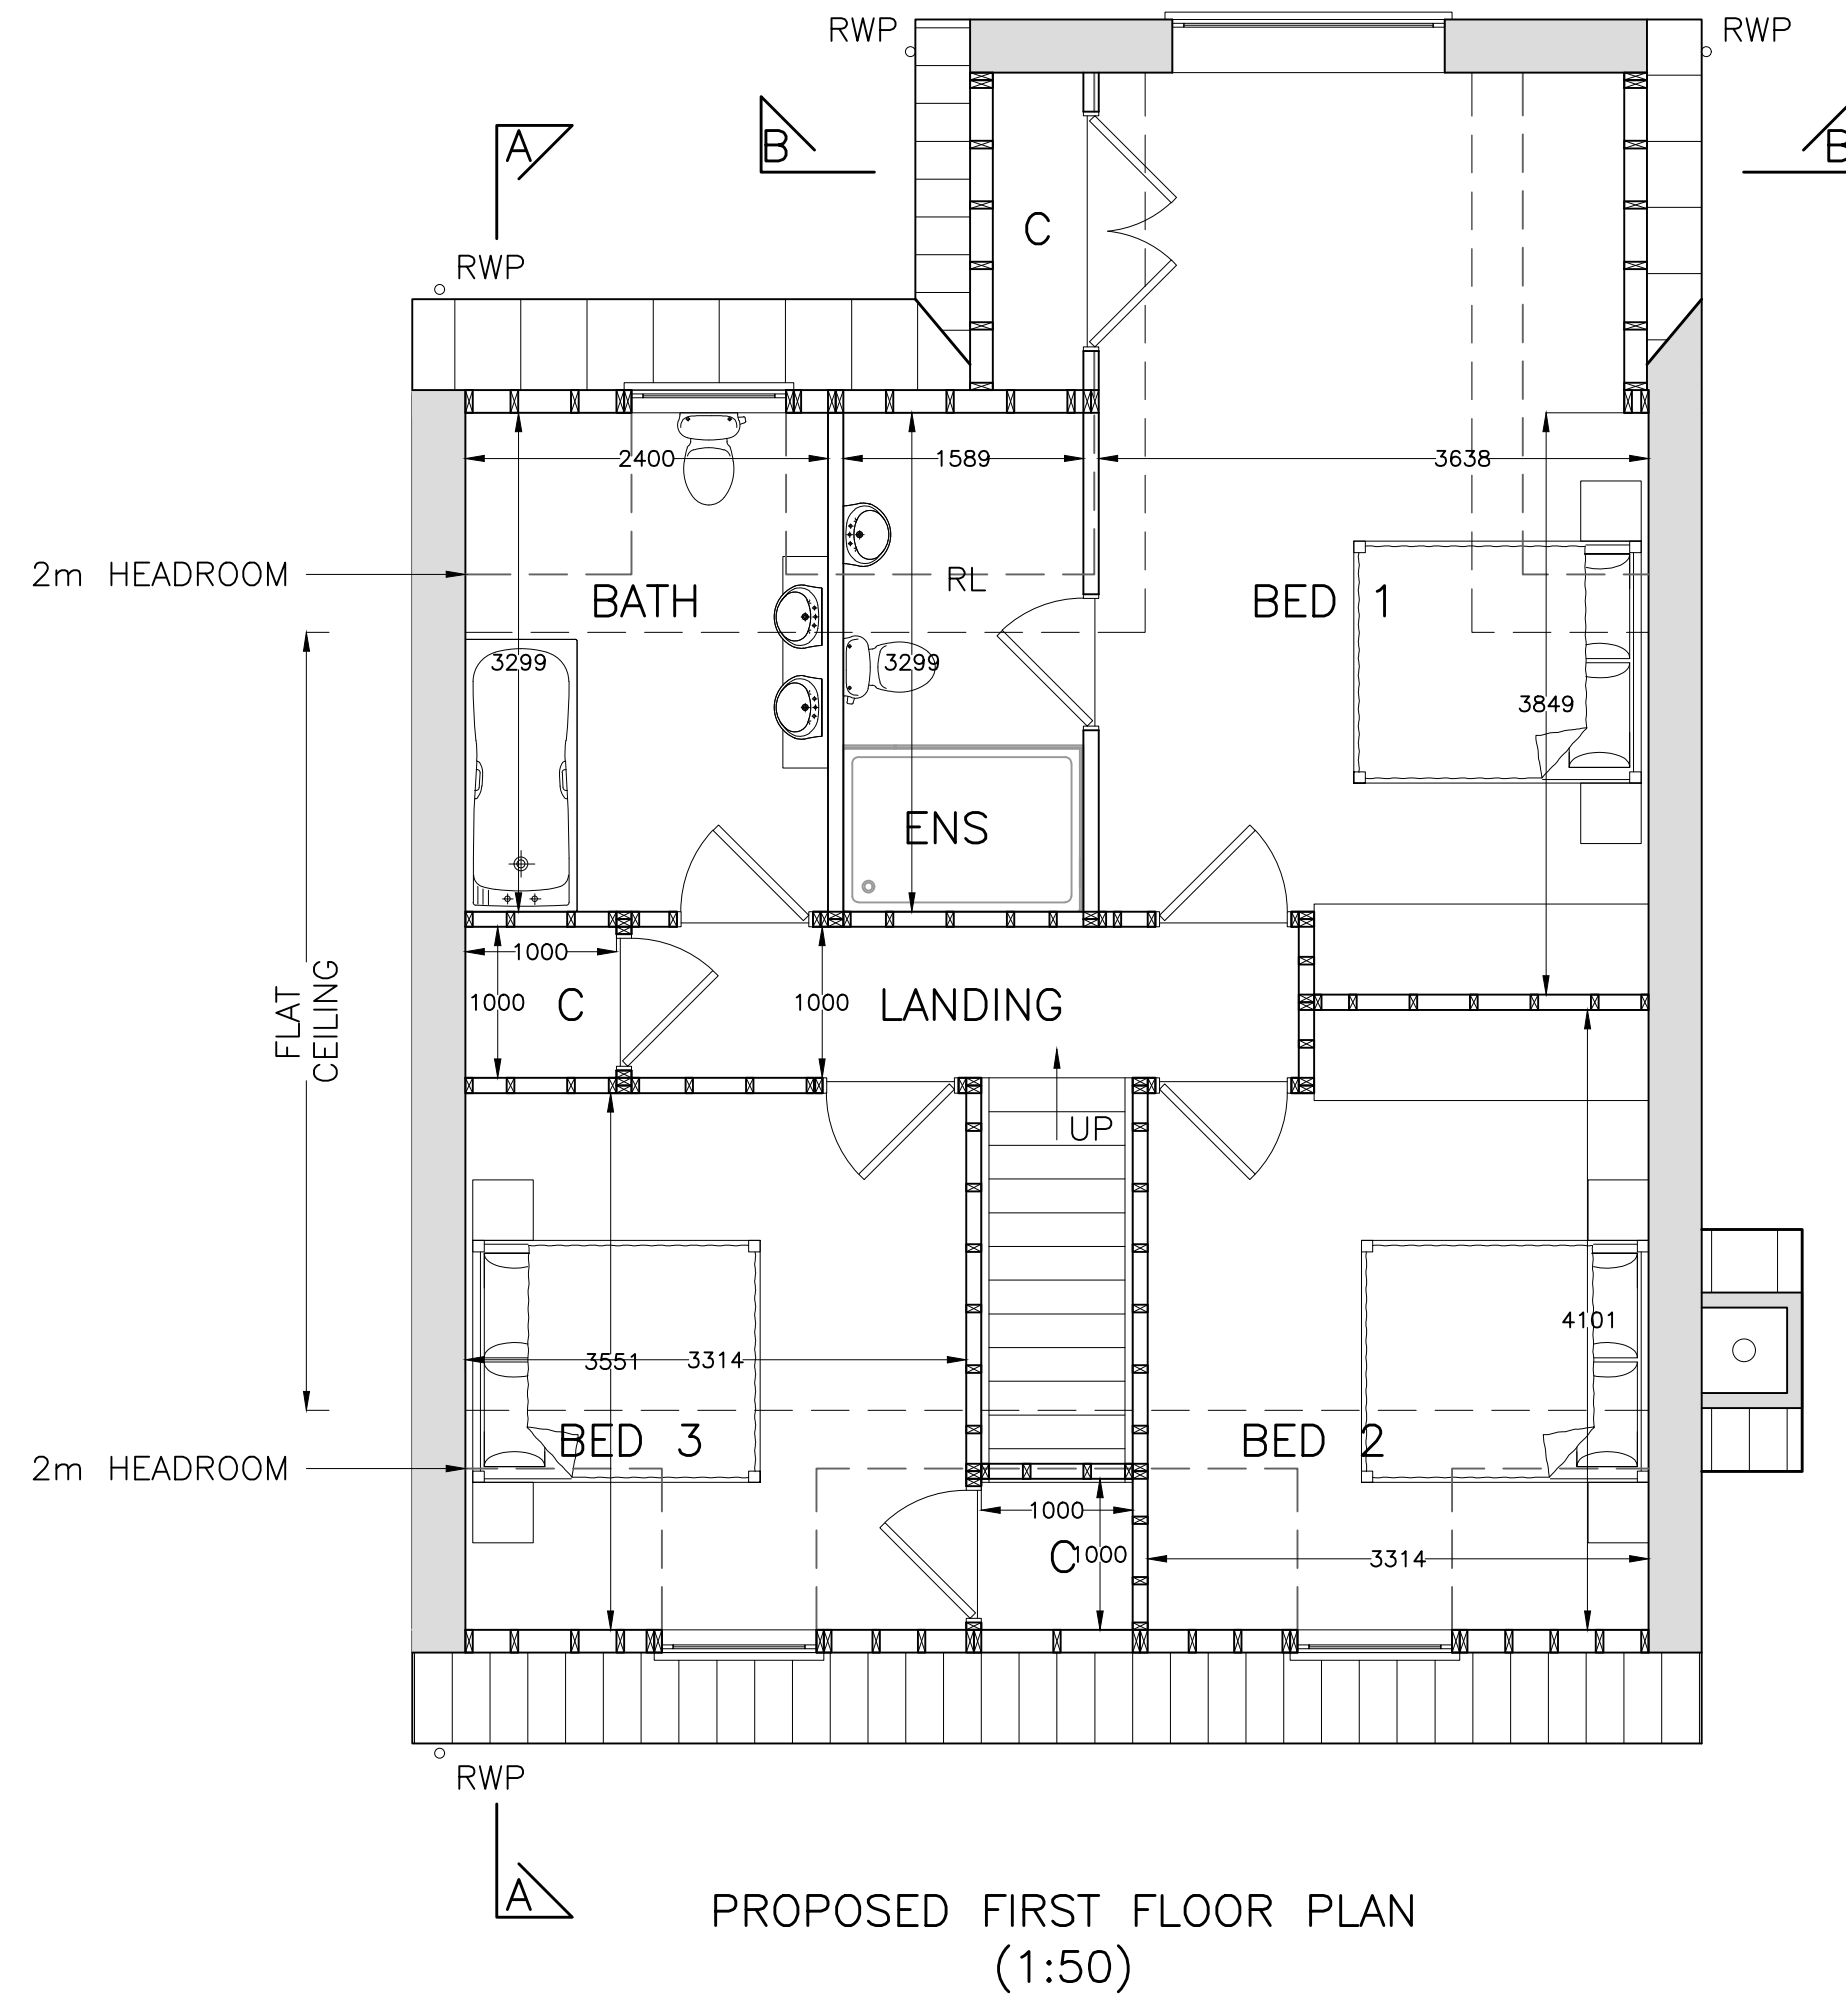 RWP
RWP
A
B
B
RWP
C
2400
1589
3638
2m HEADROOM
BATH
RL
BED 1
3299
3299
3849
ENS
FLAT
CEILING
1000
1000
C
1000
LANDING
UP
3551
3314
4101
BED 3
BED 2
2m HEADROOM
1000
C
1000
3314
RWP
A
PROPOSED FIRST FLOOR PLAN
(1:50)